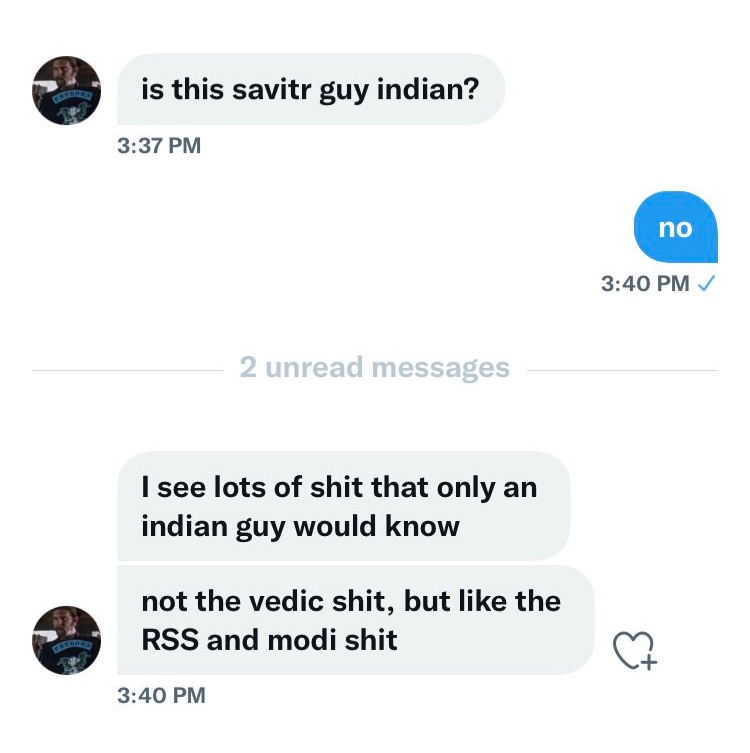 is this savitr guy indian?
3:37 PM
no
3:40 PM
2 unread messages
I see lots of shit that only an
indian guy would know
not the vedic shit, but like the
RSS and modi shit
3:40 PM